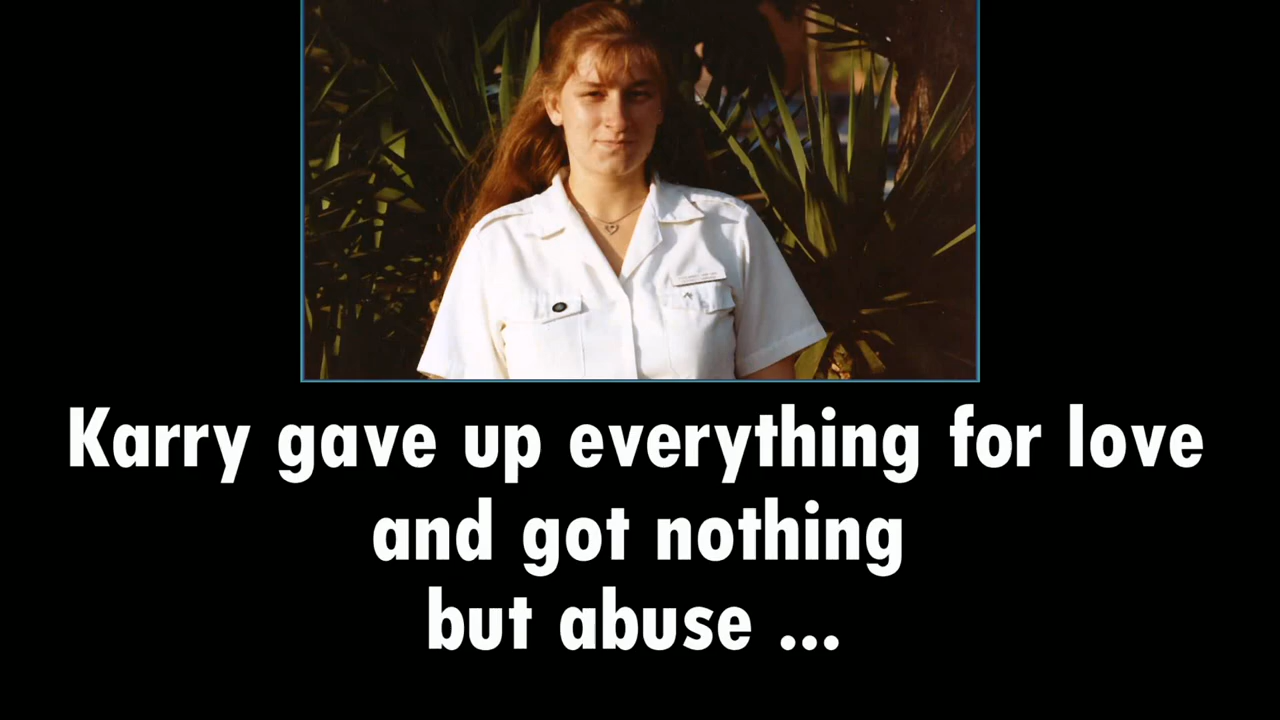 Karry gave up everything for love
and got nothing
but abuse ...